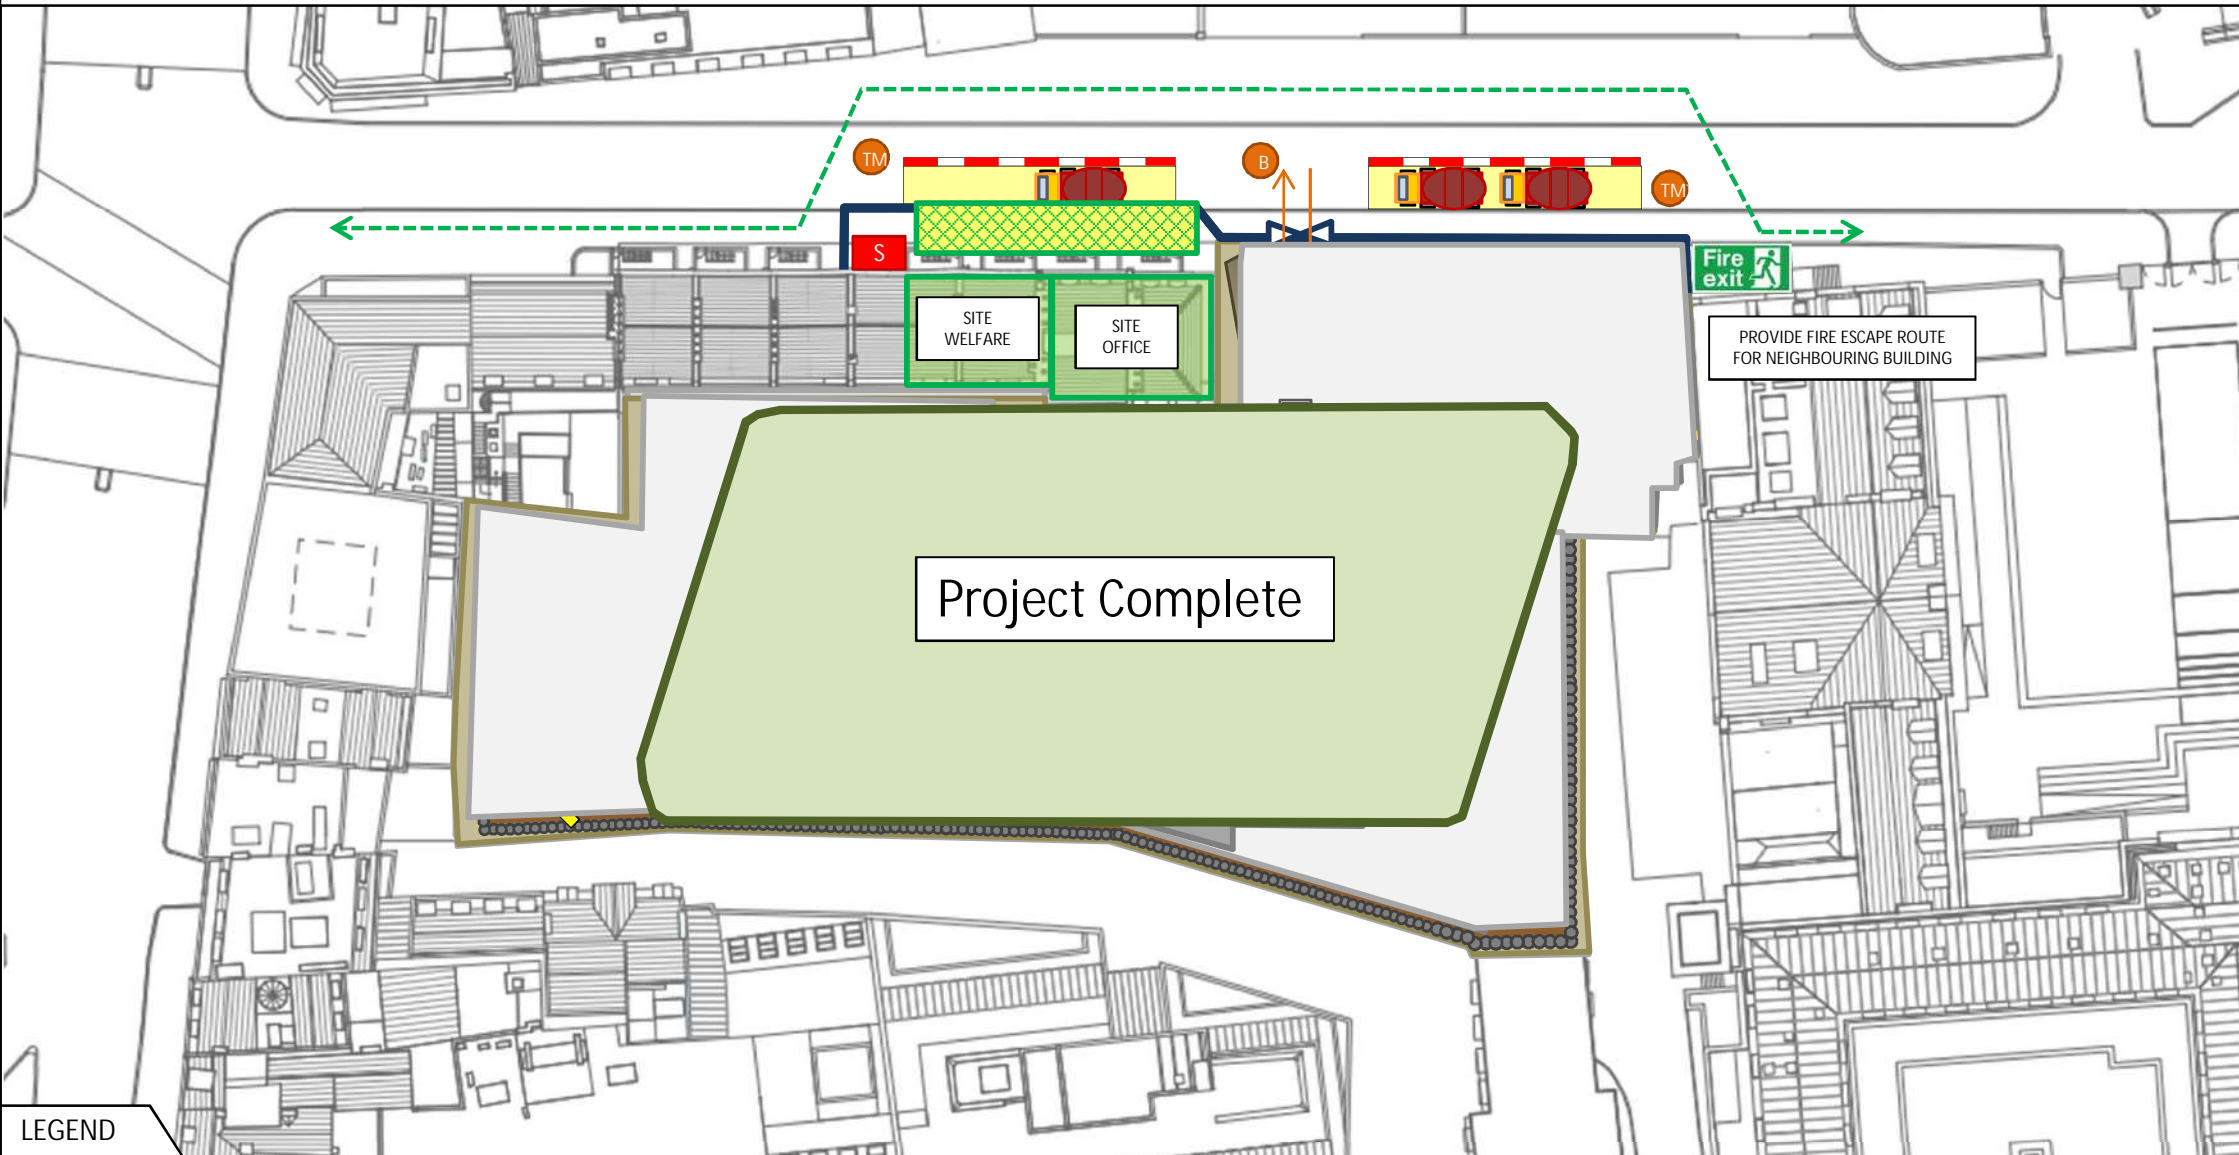 TM
B
TM
S
Fire
exit
SITE
WELFARE
SITE
OFFICE
PROVIDE FIRE ESCAPE ROUTE
FOR NEIGHBOURING BUILDING
Project Complete
LEGEND